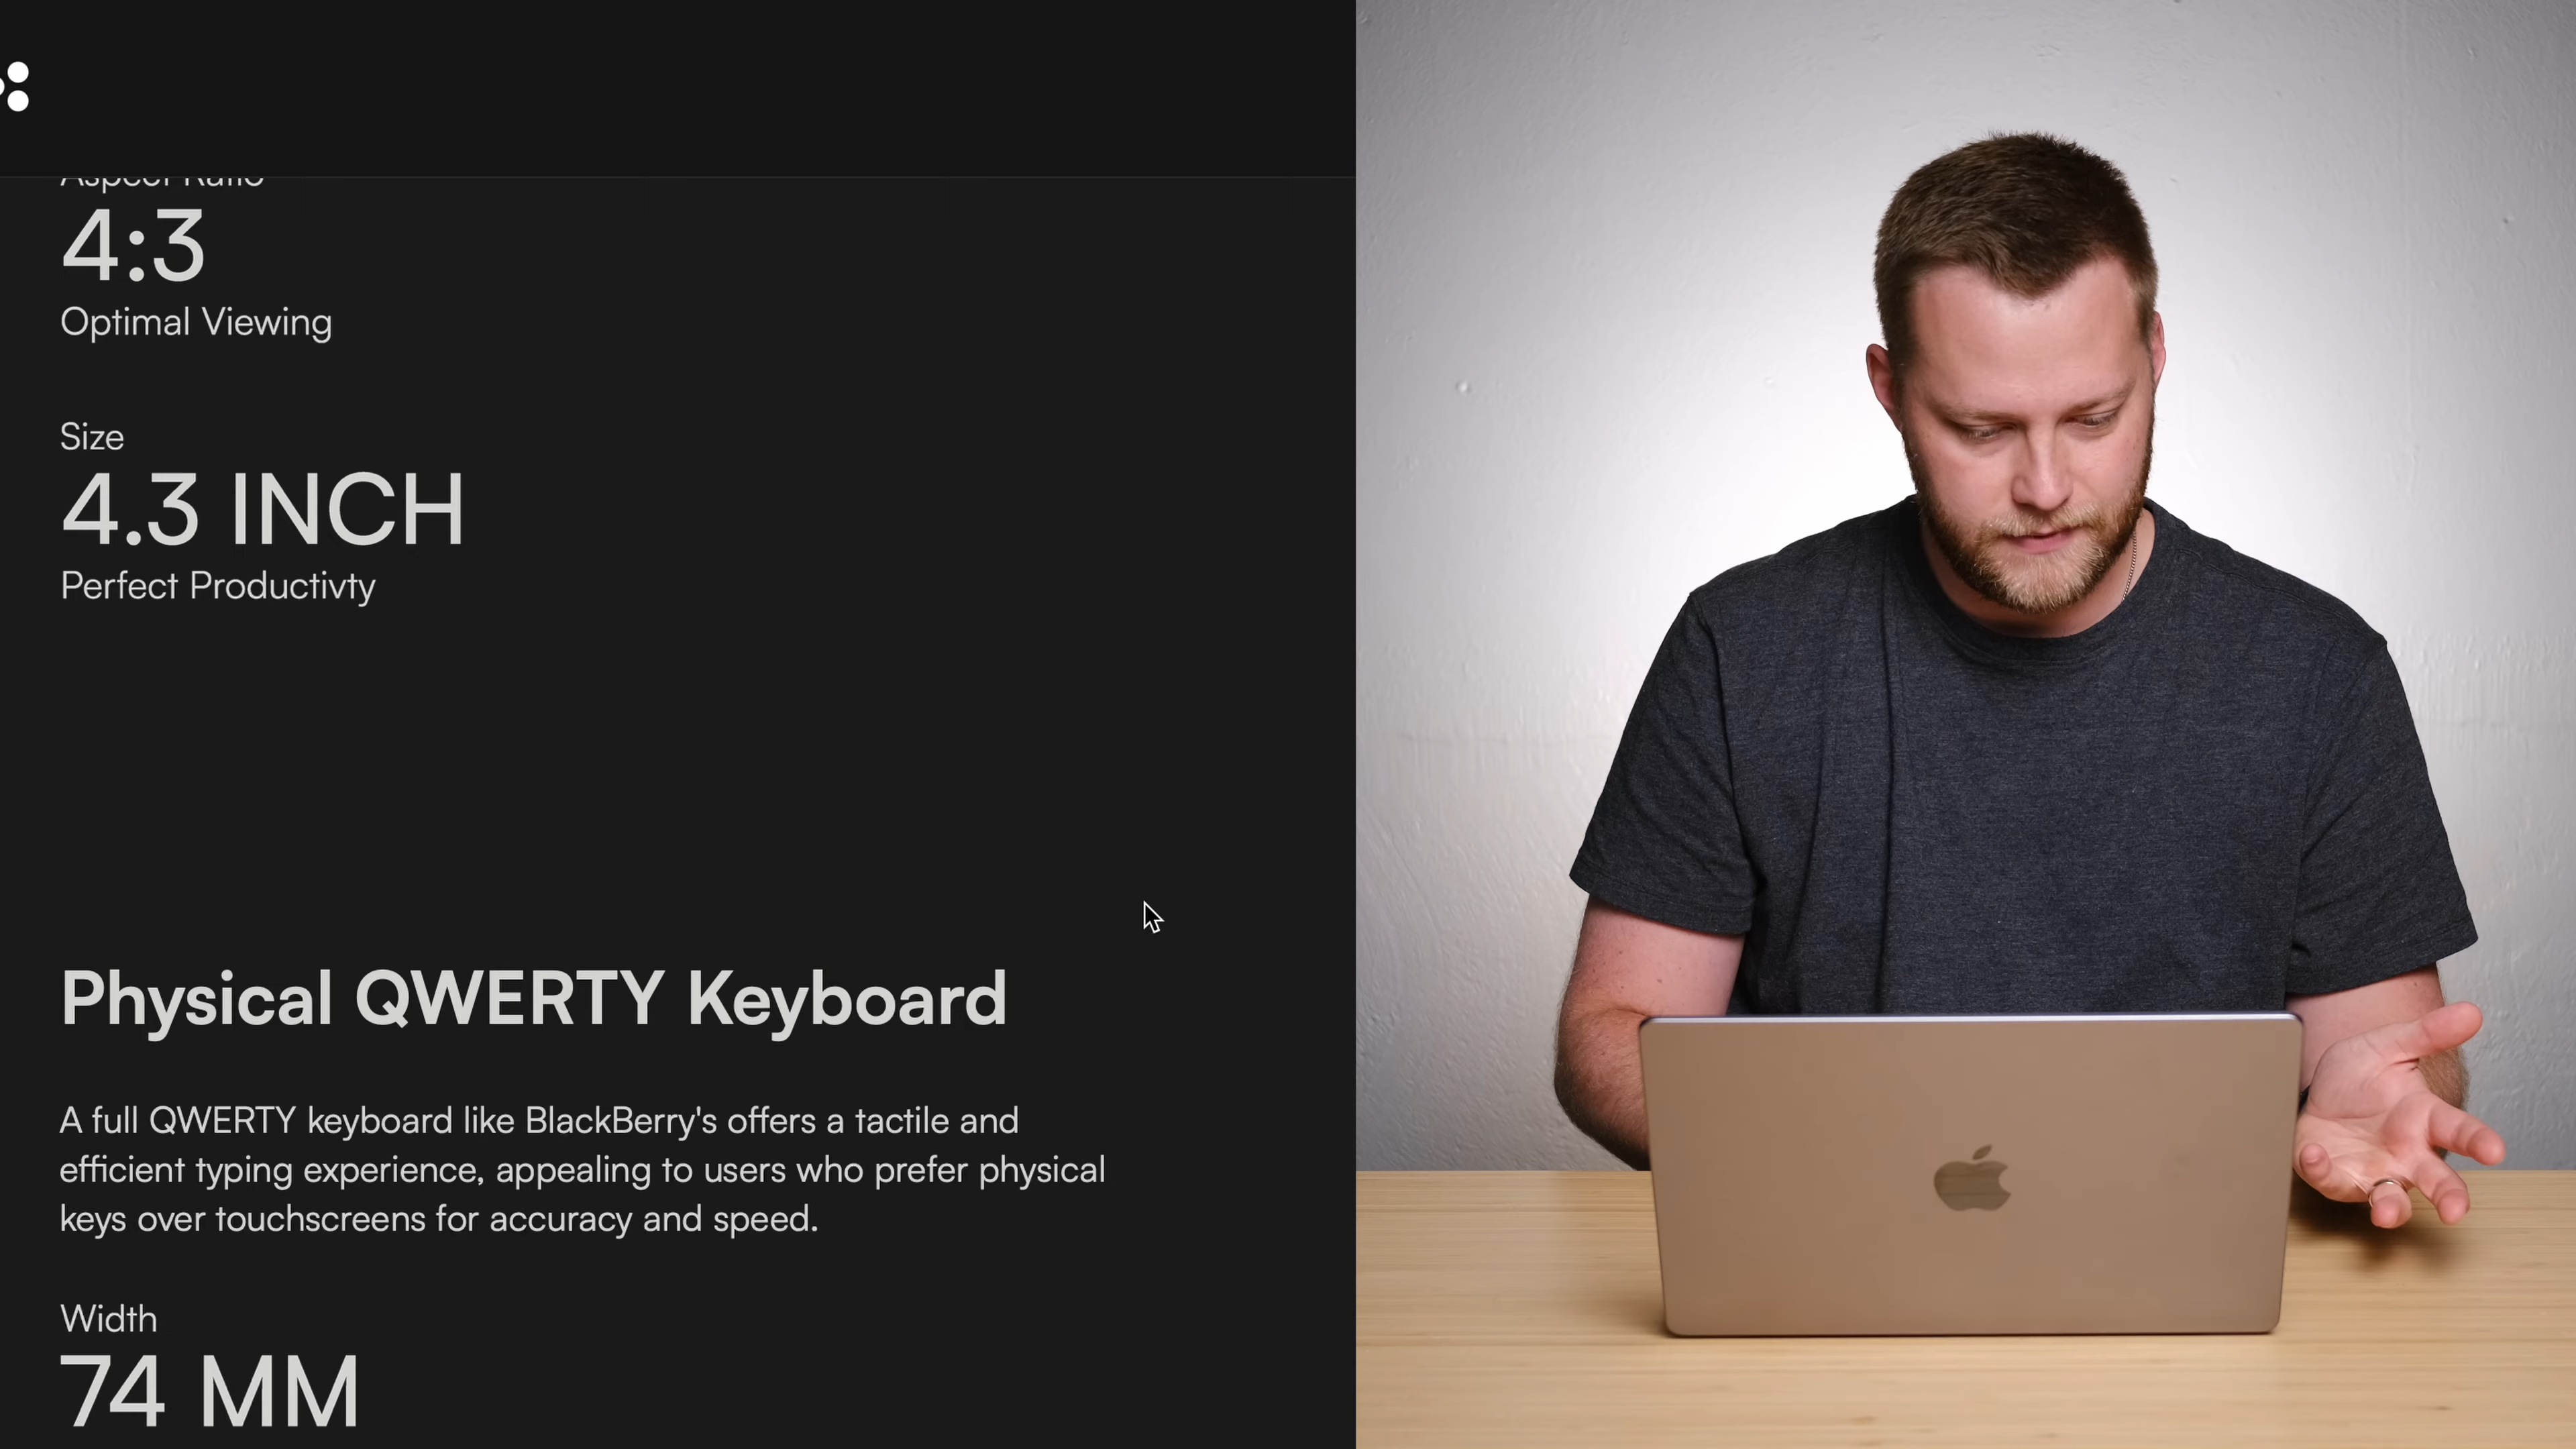 Aspect Ratio
4:3
Optimal Viewing
Size
4.3 INCH
Perfect Productivty
Physical QWERTY Keyboard
A full QWERTY keyboard like BlackBerry's offers a tactile and
efficient typing experience, appealing to users who prefer physical
keys over touchscreens for accuracy and speed.
Width
74 MM